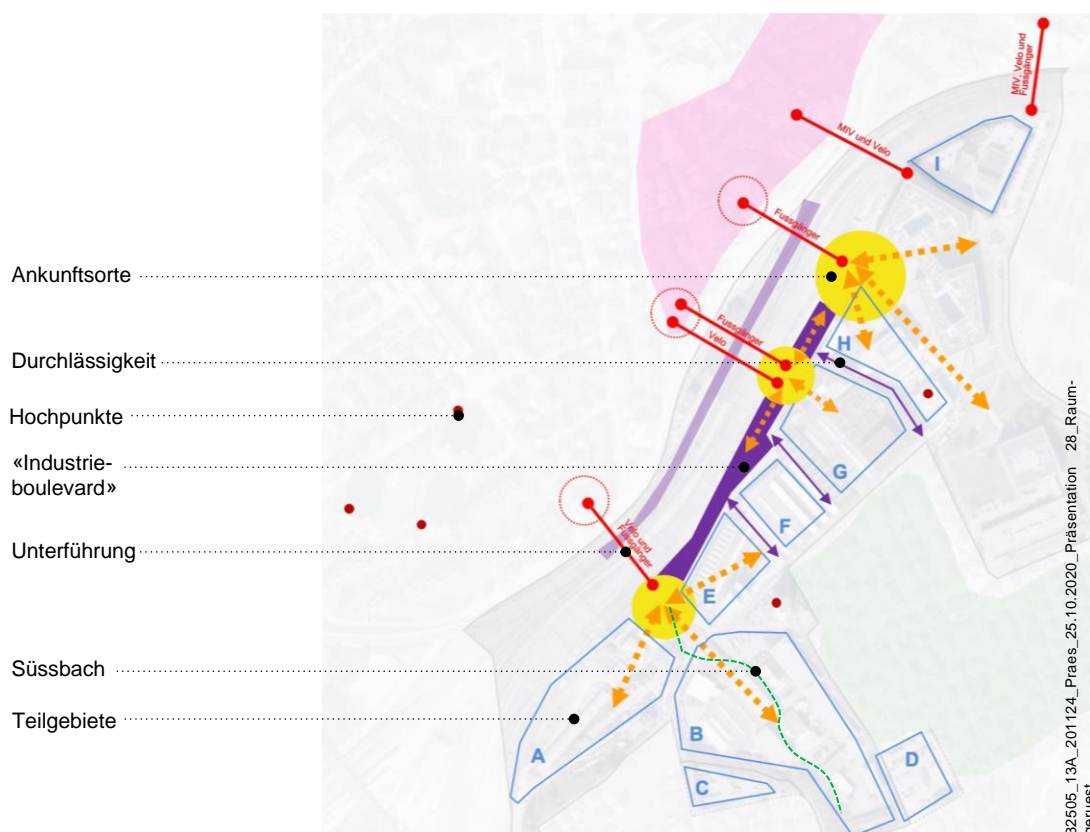 Ankunftsorte
Durchlässigkeit
Hochpunkte
«Industrie-
boulevard»
Unterführung
Süssbach
Teilgebiete
MIV, Velo und
Fussgänger
MIV und Velo
Fussgänger
Fussgänger
Velo
Velo und
Fussgänger
I
H
G
F
E
A
B
C
D
32505_13A_201124_Praes_25.10.2020_Präsentation 28_Raum-